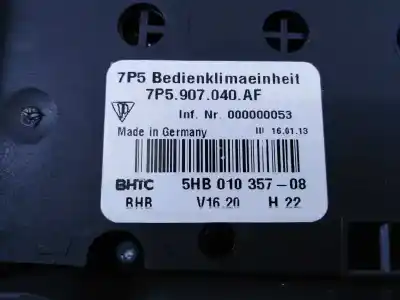 7P5 Bedienklimaeinheit
7P5.907.040.AF
Inf. Nr. 000000053
Made in Germany
16.01.13
BHTC 5HB 010 357-08
BHB V16.20 H 22